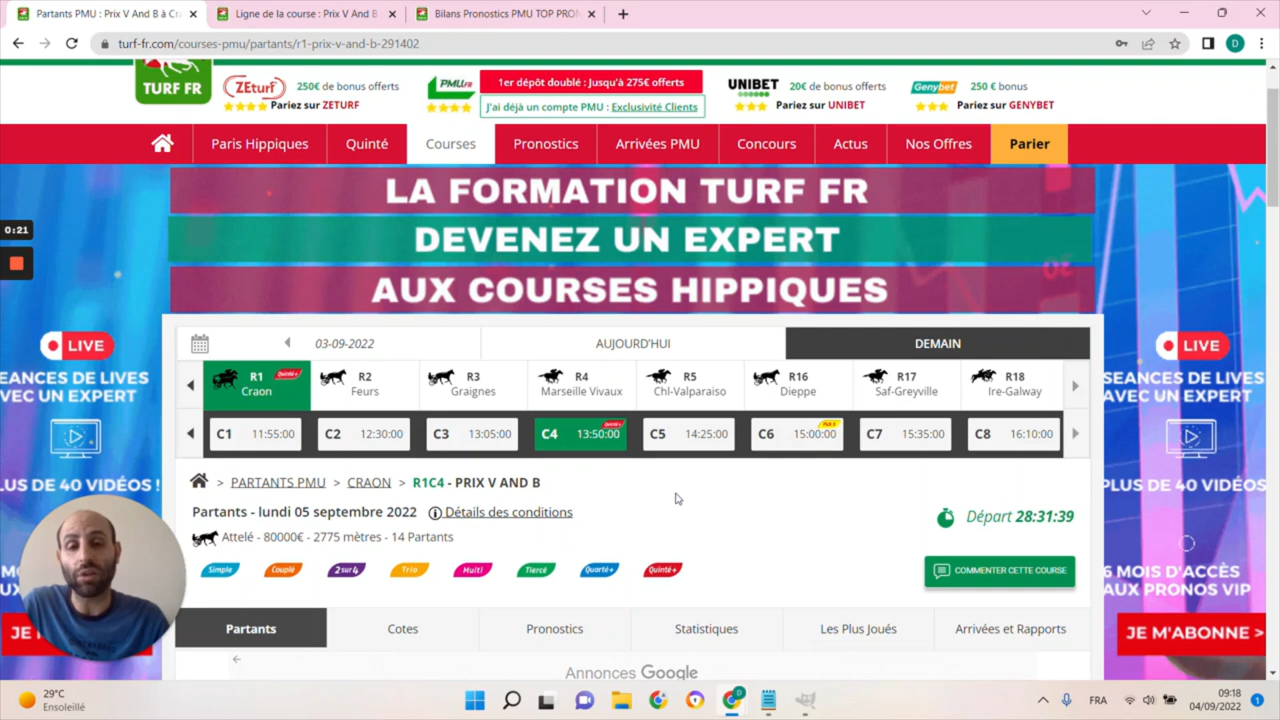 Partants PMU : Prix V And B à Cr
Ligne de la course : Prix V And B
Bilans Pronostics PMU TOP PRON
turf-fr.com/courses-pmu/partants/r1-prix-v-and-b-291402
D
TURF FR
ZEturf
250€ de bonus offerts
Pariez sur ZETURF
PMU.FR
1er dépôt doublé : Jusqu'à 275€ offerts
J'ai déjà un compte PMU : Exclusivité Clients
UNIBET
20€ de bonus offerts
Pariez sur UNIBET
Genybet
250 € bonus
Pariez sur GENYBET
Paris Hippiques
Quinté
Courses
Pronostics
Arrivées PMU
Concours
Actus
Nos Offres
Parier
LA FORMATION TURF FR
DEVENEZ UN EXPERT
AUX COURSES HIPPIQUES
0:21
LIVE
EANCES DE LIVES
AVEC UN EXPERT
LUS DE 40 VIDÉOS !
JE
LIVE
SEANCES DE LIVES
AVEC UN EXPERT
PLUS DE 40 VIDÉOS
6 MOIS D'ACCÈS
AUX PRONOS VIP
JE M'ABONNE >
03-09-2022
AUJOURD'HUI
DEMAIN
R1 Quinté+
Craon
R2
Feurs
R3
Graignes
R4
Marseille Vivaux
R5
Chl-Valparaiso
R16
Dieppe
R17
Saf-Greyville
R18
Ire-Galway
C1 11:55:00
C2 12:30:00
C3 13:05:00
C4 13:50:00 Quinté+
C5 14:25:00
C6 15:00:00
C7 15:35:00
C8 16:10:00
> PARTANTS PMU > CRAON > R1C4 - PRIX V AND B
Partants - lundi 05 septembre 2022 Détails des conditions
Attelé - 80000€ - 2775 mètres - 14 Partants
Départ 28:31:39
Simple
Couplé
2sur4
Trio
Multi
Tiercé
Quarté+
Quinté+
COMMENTER CETTE COURSE
Partants
Cotes
Pronostics
Statistiques
Les Plus Joués
Arrivées et Rapports
Annonces Google
29°C
Ensoleillé
FRA
09:18
04/09/2022
1